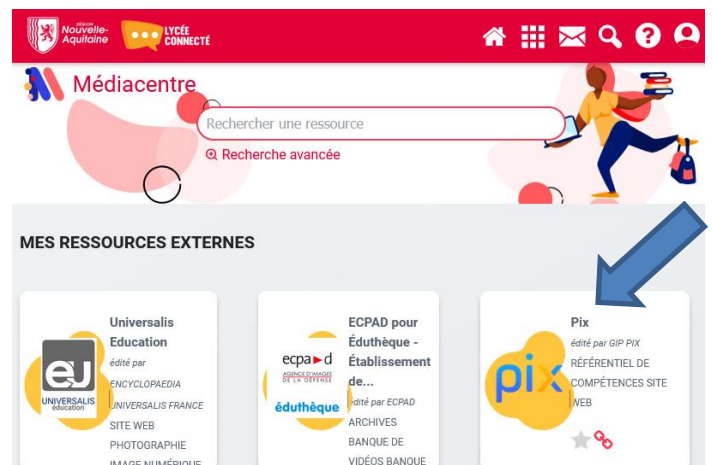 RÉGION
Nouvelle-
Aquitaine
LYCÉE
CONNECTÉ
Médiacentre
Rechercher une ressource
Recherche avancée
MES RESSOURCES EXTERNES
Universalis
Education
édité par
ENCYCLOPAEDIA
UNIVERSALIS FRANCE
SITE WEB
PHOTOGRAPHIE
IMAGE NUMÉRIQUE
eu
UNIVERSALIS
éducation
ECPAD pour
Éduthèque -
Établissement
de...
édité par ECPAD
ARCHIVES
BANQUE DE
VIDÉOS BANQUE
ecpa d
AGENCE D'IMAGES
DE LA DÉFENSE
éduthèque
Pix
édité par GIP PIX
RÉFÉRENTIEL DE
COMPÉTENCES SITE
WEB
pix